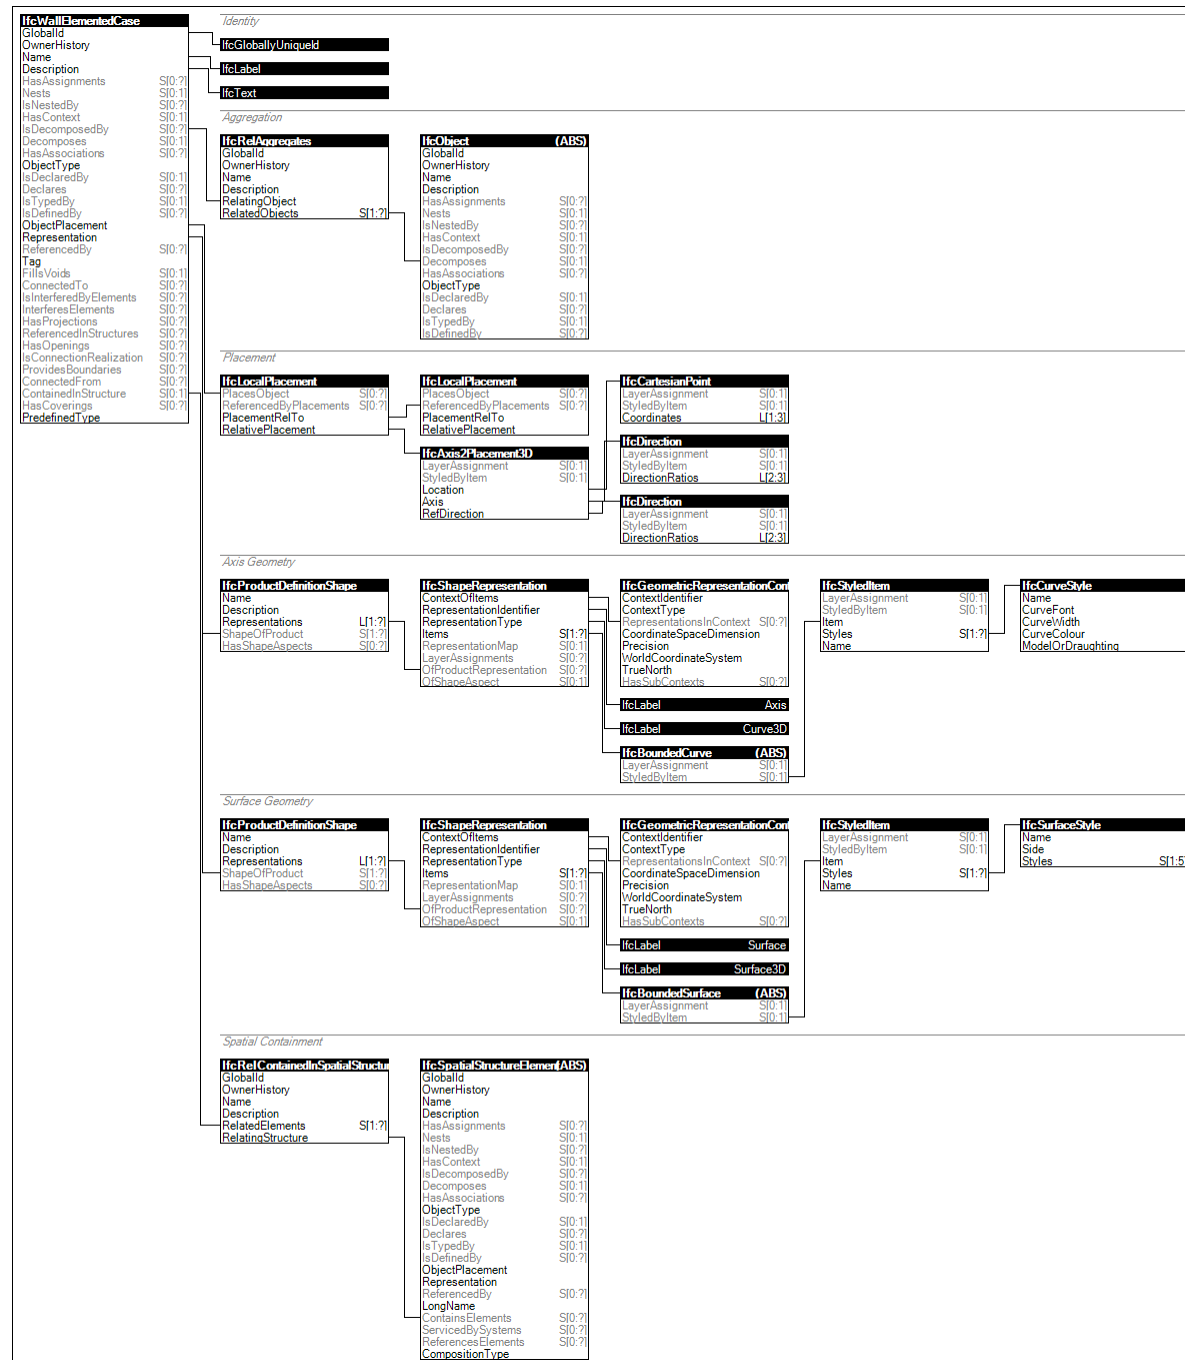 IfcWallElementedCase
GlobalId
OwnerHistory
Name
Description
HasAssignments S[0:?]
Nests S[0:1]
IsNestedBy S[0:?]
HasContext S[0:1]
IsDecomposedBy S[0:?]
Decomposes S[0:1]
HasAssociations S[0:?]
ObjectType
IsDeclaredBy S[0:1]
Declares S[0:?]
IsTypedBy S[0:1]
IsDefinedBy S[0:?]
ObjectPlacement
Representation
ReferencedBy S[0:?]
Tag
FillsVoids S[0:1]
ConnectedTo S[0:?]
IsInterferedByElements S[0:?]
InterferesElements S[0:?]
HasProjections S[0:?]
ReferencedInStructures S[0:?]
HasOpenings S[0:?]
IsConnectionRealization S[0:?]
ProvidesBoundaries S[0:?]
ConnectedFrom S[0:?]
ContainedInStructure S[0:1]
HasCoverings S[0:?]
PredefinedType
Identity
IfcGloballyUniqueId
IfcLabel
IfcText
Aggregation
IfcRelAggregates
GlobalId
OwnerHistory
Name
Description
RelatingObject
RelatedObjects S[1:?]
IfcObject (ABS)
GlobalId
OwnerHistory
Name
Description
HasAssignments S[0:?]
Nests S[0:1]
IsNestedBy S[0:?]
HasContext S[0:1]
IsDecomposedBy S[0:?]
Decomposes S[0:1]
HasAssociations S[0:?]
ObjectType
IsDeclaredBy S[0:1]
Declares S[0:?]
IsTypedBy S[0:1]
IsDefinedBy S[0:?]
Placement
IfcLocalPlacement
PlacesObject S[0:?]
ReferencedByPlacements S[0:?]
PlacementRelTo
RelativePlacement
IfcLocalPlacement
PlacesObject S[0:?]
ReferencedByPlacements S[0:?]
PlacementRelTo
RelativePlacement
IfcAxis2Placement3D
LayerAssignment S[0:1]
StyledByItem S[0:1]
Location
Axis
RefDirection
IfcCartesianPoint
LayerAssignment S[0:1]
StyledByItem S[0:1]
Coordinates L[1:3]
IfcDirection
LayerAssignment S[0:1]
StyledByItem S[0:1]
DirectionRatios L[2:3]
IfcDirection
LayerAssignment S[0:1]
StyledByItem S[0:1]
DirectionRatios L[2:3]
Axis Geometry
IfcProductDefinitionShape
Name
Description
Representations L[1:?]
ShapeOfProduct S[1:?]
HasShapeAspects S[0:?]
IfcShapeRepresentation
ContextOfItems
RepresentationIdentifier
RepresentationType
Items S[1:?]
RepresentationMap S[0:1]
LayerAssignments S[0:?]
OfProductRepresentation S[0:?]
OfShapeAspect S[0:1]
IfcGeometricRepresentationCont
ContextIdentifier
ContextType
RepresentationsInContext S[0:?]
CoordinateSpaceDimension
Precision
WorldCoordinateSystem
TrueNorth
HasSubContexts S[0:?]
IfcLabel Axis
IfcLabel Curve3D
IfcBoundedCurve (ABS)
LayerAssignment S[0:1]
StyledByItem S[0:1]
IfcStyledItem
LayerAssignment S[0:1]
StyledByItem S[0:1]
Item
Styles S[1:?]
Name
IfcCurveStyle
Name
CurveFont
CurveWidth
CurveColour
ModelOrDraughting
Surface Geometry
IfcProductDefinitionShape
Name
Description
Representations L[1:?]
ShapeOfProduct S[1:?]
HasShapeAspects S[0:?]
IfcShapeRepresentation
ContextOfItems
RepresentationIdentifier
RepresentationType
Items S[1:?]
RepresentationMap S[0:1]
LayerAssignments S[0:?]
OfProductRepresentation S[0:?]
OfShapeAspect S[0:1]
IfcGeometricRepresentationCont
ContextIdentifier
ContextType
RepresentationsInContext S[0:?]
CoordinateSpaceDimension
Precision
WorldCoordinateSystem
TrueNorth
HasSubContexts S[0:?]
IfcLabel Surface
IfcLabel Surface3D
IfcBoundedSurface (ABS)
LayerAssignment S[0:1]
StyledByItem S[0:1]
IfcStyledItem
LayerAssignment S[0:1]
StyledByItem S[0:1]
Item
Styles S[1:?]
Name
IfcSurfaceStyle
Name
Side
Styles S[1:5]
Spatial Containment
IfcRelContainedInSpatialStructur
GlobalId
OwnerHistory
Name
Description
RelatedElements S[1:?]
RelatingStructure
IfcSpatialStructureElement(ABS)
GlobalId
OwnerHistory
Name
Description
HasAssignments S[0:?]
Nests S[0:1]
IsNestedBy S[0:?]
HasContext S[0:1]
IsDecomposedBy S[0:?]
Decomposes S[0:1]
HasAssociations S[0:?]
ObjectType
IsDeclaredBy S[0:1]
Declares S[0:?]
IsTypedBy S[0:1]
IsDefinedBy S[0:?]
ObjectPlacement
Representation
ReferencedBy S[0:?]
LongName
ContainsElements S[0:?]
ServicedBySystems S[0:?]
ReferencesElements S[0:?]
CompositionType